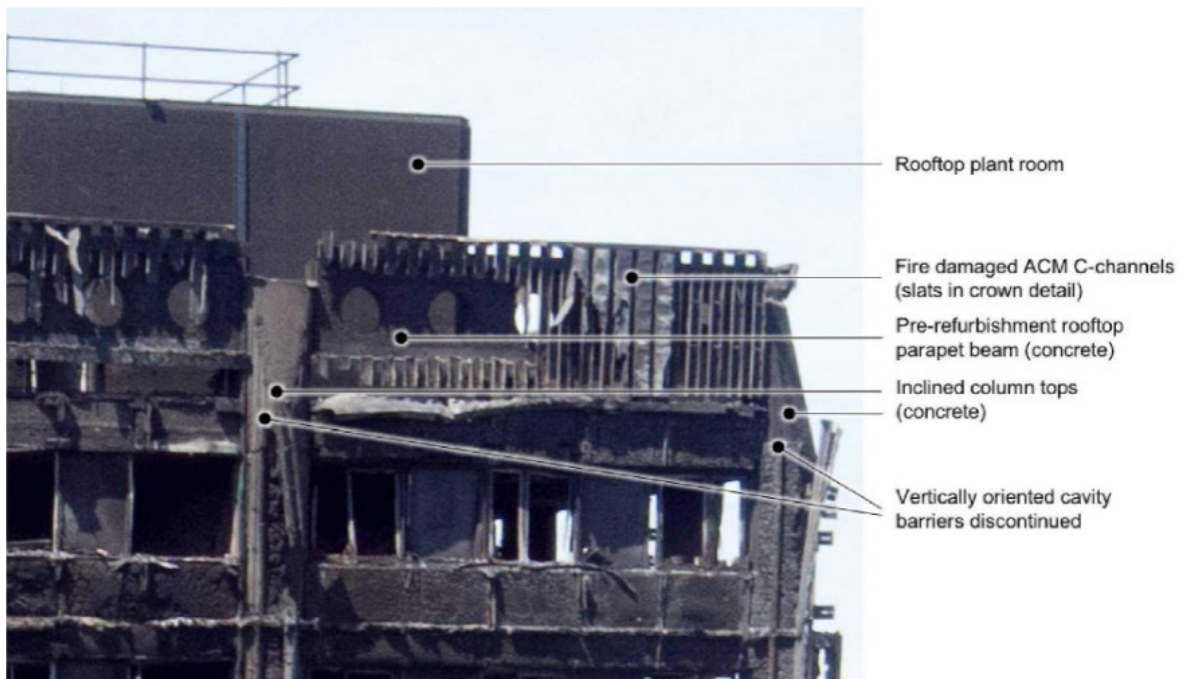 Rooftop plant room
Fire damaged ACM C-channels
(slats in crown detail)
Pre-refurbishment rooftop
parapet beam (concrete)
Inclined column tops
(concrete)
Vertically oriented cavity
barriers discontinued